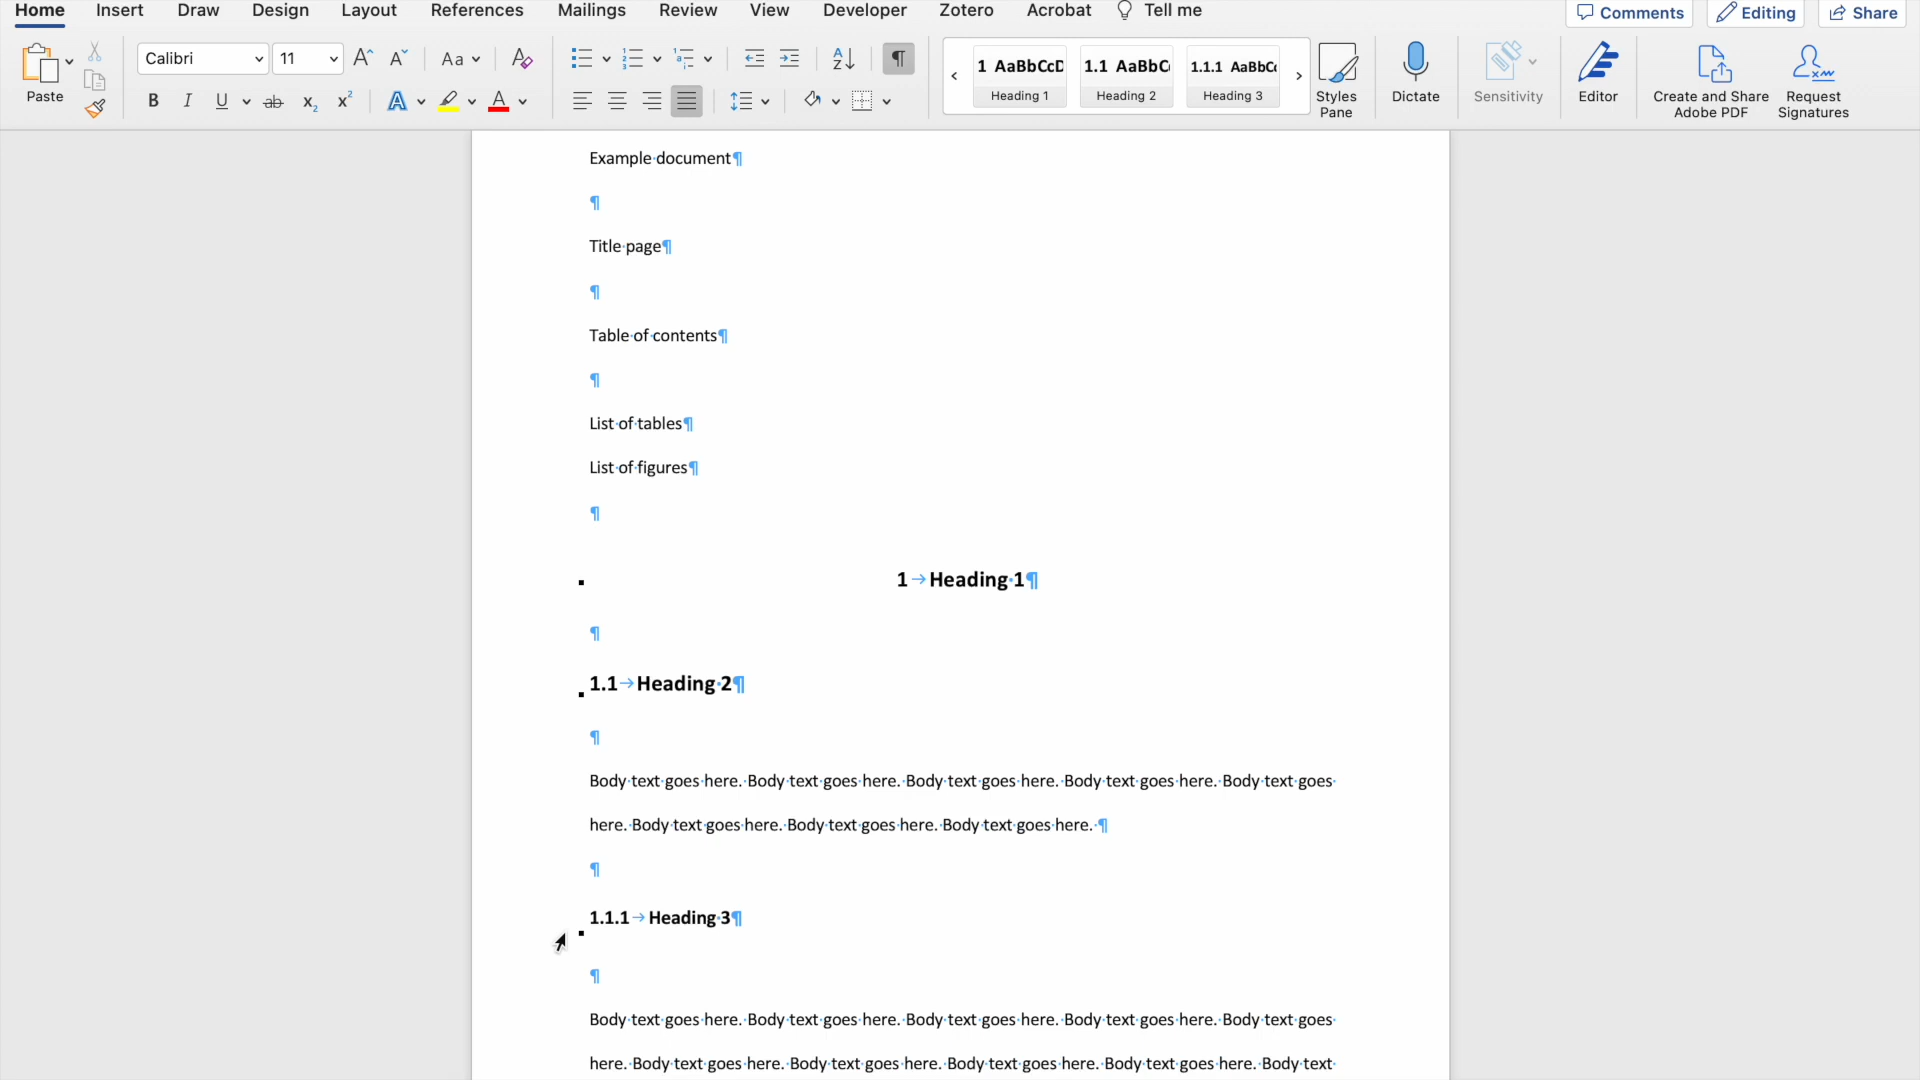 Home Insert Draw Design Layout References Mailings Review View Developer Zotero Acrobat Tell me Comments Editing Share
Paste Calibri 11 Aa
1 AaBbCcD 1.1 AaBbC 1.1.1 AaBbCc
Heading 1 Heading 2 Heading 3
Styles Pane
Dictate
Sensitivity
Editor
Create and Share Adobe PDF
Request Signatures
Example document¶
¶
Title page¶
¶
Table of contents¶
¶
List of tables¶
List of figures¶
¶
1→Heading 1¶
¶
1.1→Heading 2¶
¶
Body text goes here. Body text goes here. Body text goes here. Body text goes here. Body text goes
here. Body text goes here. Body text goes here. Body text goes here. ¶
¶
1.1.1→Heading 3¶
¶
Body text goes here. Body text goes here. Body text goes here. Body text goes here. Body text goes
here. Body text goes here. Body text goes here. Body text goes here. Body text goes here. Body text